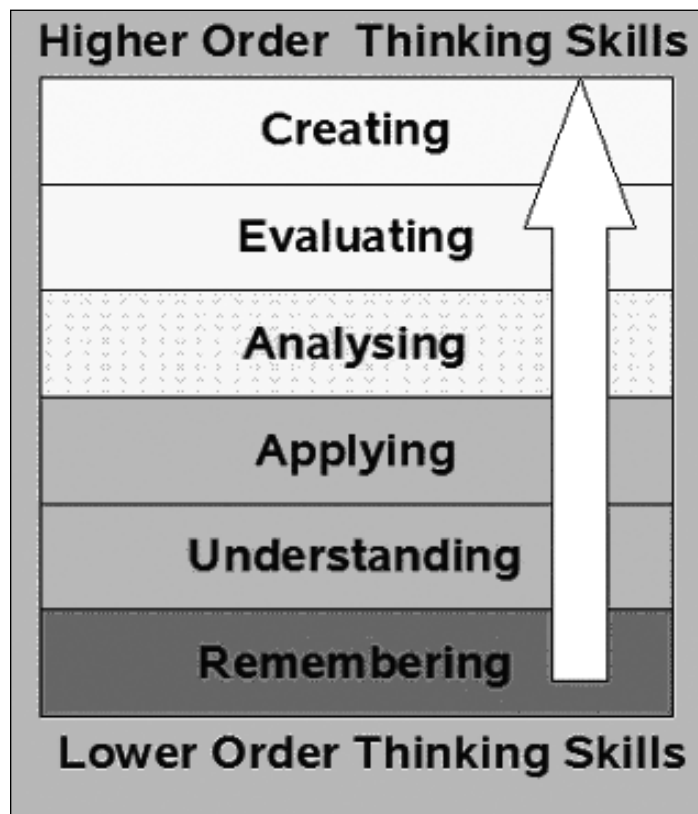 Higher Order Thinking Skills
Creating
Evaluating
Analysing
Applying
Understanding
Remembering
Lower Order Thinking Skills